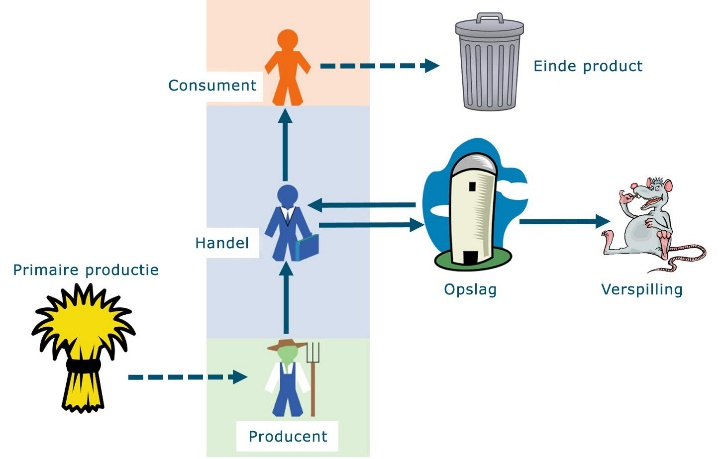 Consument
Einde product
Handel
Opslag
Verspilling
Primaire productie
Producent